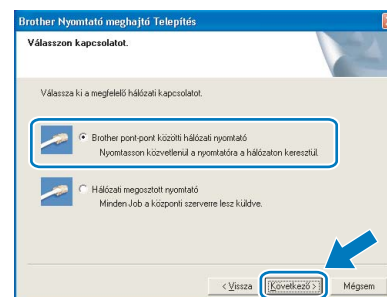 Brother Nyomtató meghajtó Telepítés
Válasszon kapcsolatot.
Válassza ki a megfelelő hálózati kapcsolatot.
Brother pont-pont közötti hálózati nyomtató
Nyomtasson közvetlenül a nyomtatóra a hálózaton keresztül.
Hálózati megosztott nyomtató
Minden Job a központi szerverre lesz küldve.
< Vissza Következő > Mégsem